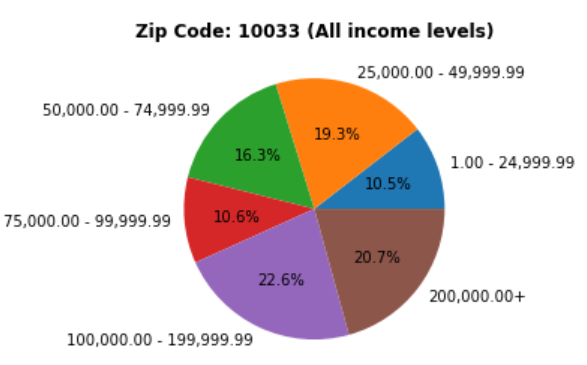 Zip Code: 10033 (All income levels)
25,000.00 - 49,999.99
50,000.00 - 74,999.99
19.3%
16.3%
1.00 - 24,999.99
10.5%
75,000.00 - 99,999.99
10.6%
20.7%
22.6%
200,000.00+
100,000.00 - 199,999.99